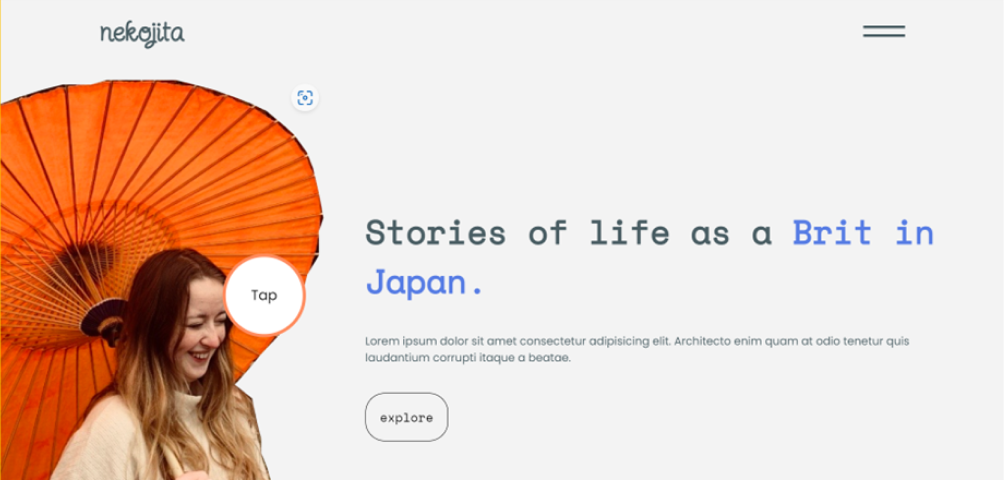 nekojita
Tap
Stories of life as a Brit in
Japan.
Lorem ipsum dolor sit amet consectetur adipisicing elit. Architecto enim quam at odio tenetur quis
laudantium corrupti itaque a beatae.
explore